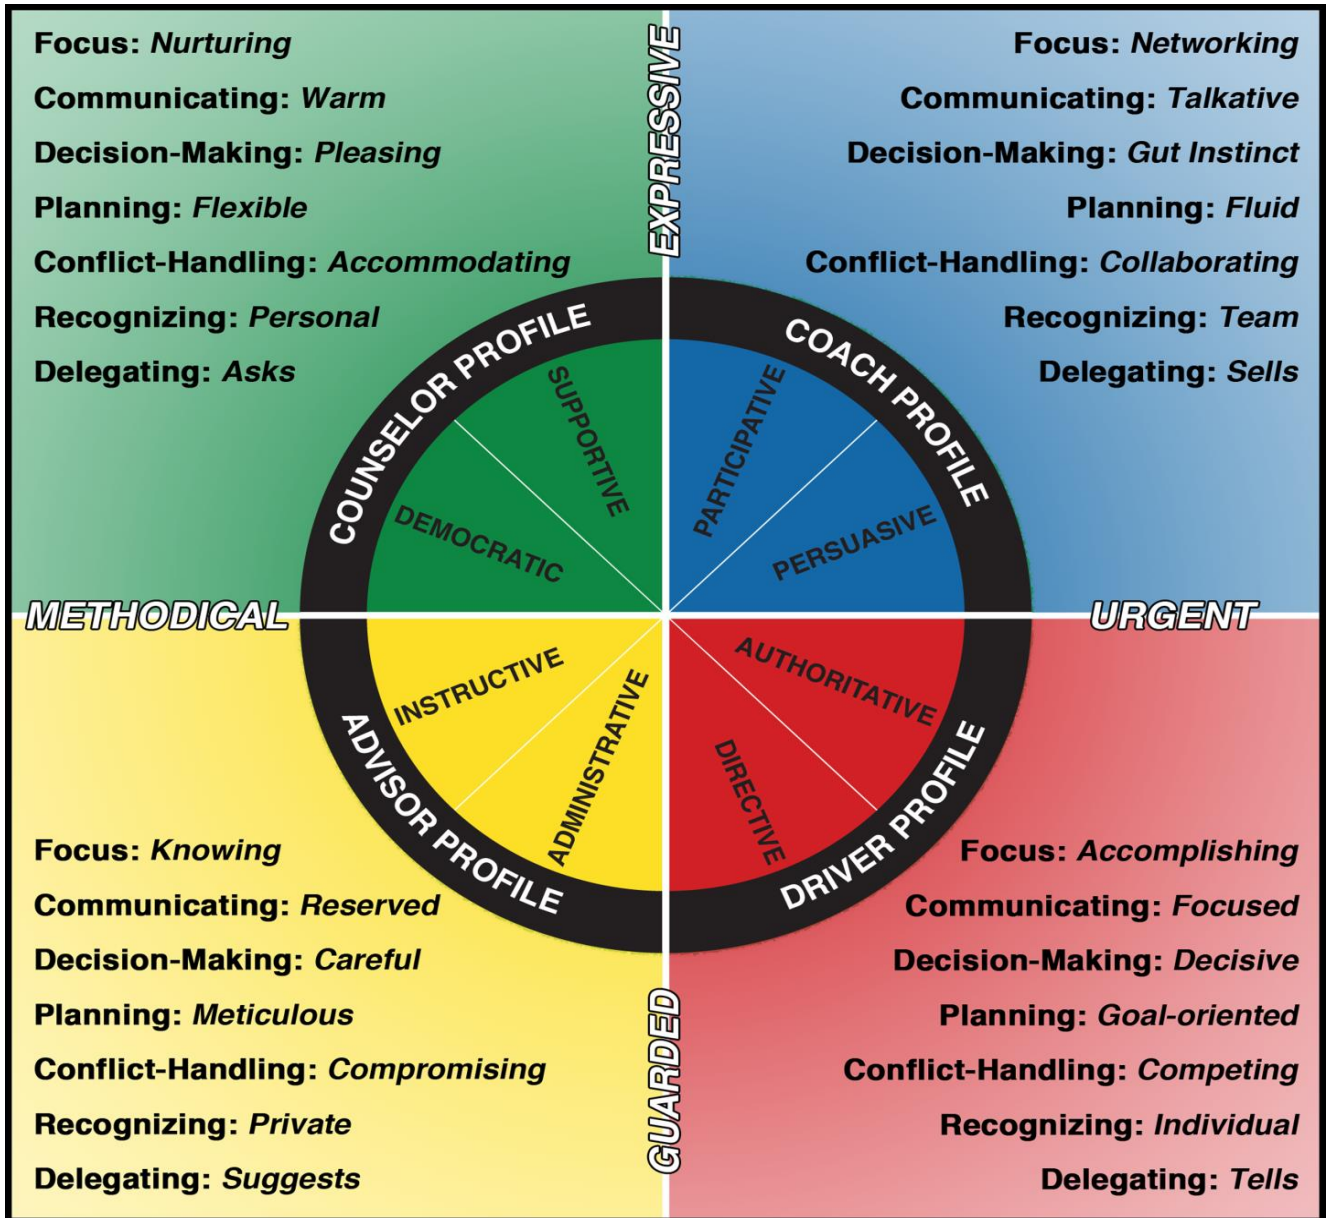 Focus: Nurturing
Communicating: Warm
Decision-Making: Pleasing
Planning: Flexible
Conflict-Handling: Accommodating
Recognizing: Personal
Delegating: Asks
EXPRESSIVE
Focus: Networking
Communicating: Talkative
Decision-Making: Gut Instinct
Planning: Fluid
Conflict-Handling: Collaborating
Recognizing: Team
Delegating: Sells
COUNSELOR PROFILE
SUPPORTIVE
DEMOCRATIC
COACH PROFILE
PARTICIPATIVE
PERSUASIVE
METHODICAL
URGENT
ADVISOR PROFILE
INSTRUCTIVE
ADMINISTRATIVE
DRIVER PROFILE
AUTHORITATIVE
DIRECTIVE
Focus: Knowing
Communicating: Reserved
Decision-Making: Careful
Planning: Meticulous
Conflict-Handling: Compromising
Recognizing: Private
Delegating: Suggests
GUARDED
Focus: Accomplishing
Communicating: Focused
Decision-Making: Decisive
Planning: Goal-oriented
Conflict-Handling: Competing
Recognizing: Individual
Delegating: Tells